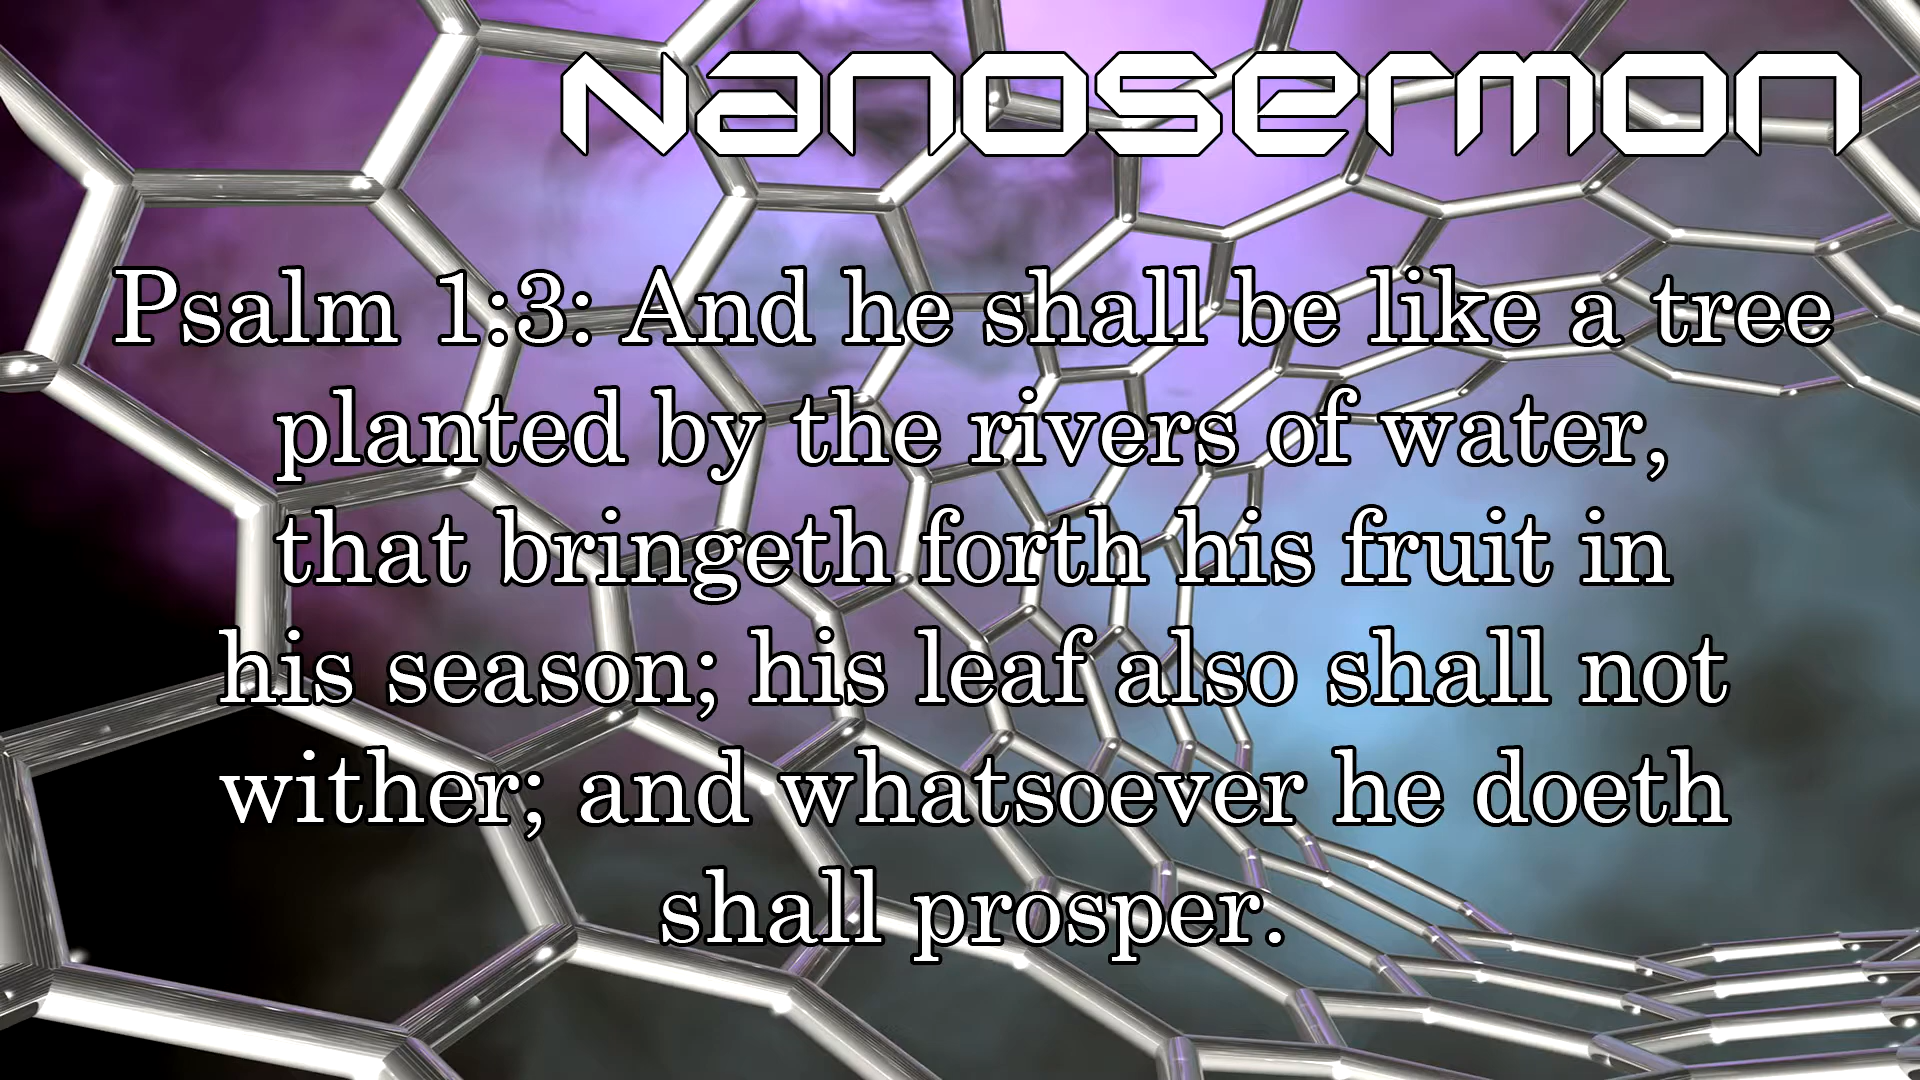 Nanosermon
Psalm 1:3: And he shall be like a tree
planted by the rivers of water,
that bringeth forth his fruit in
his season; his leaf also shall not
wither; and whatsoever he doeth
shall prosper.